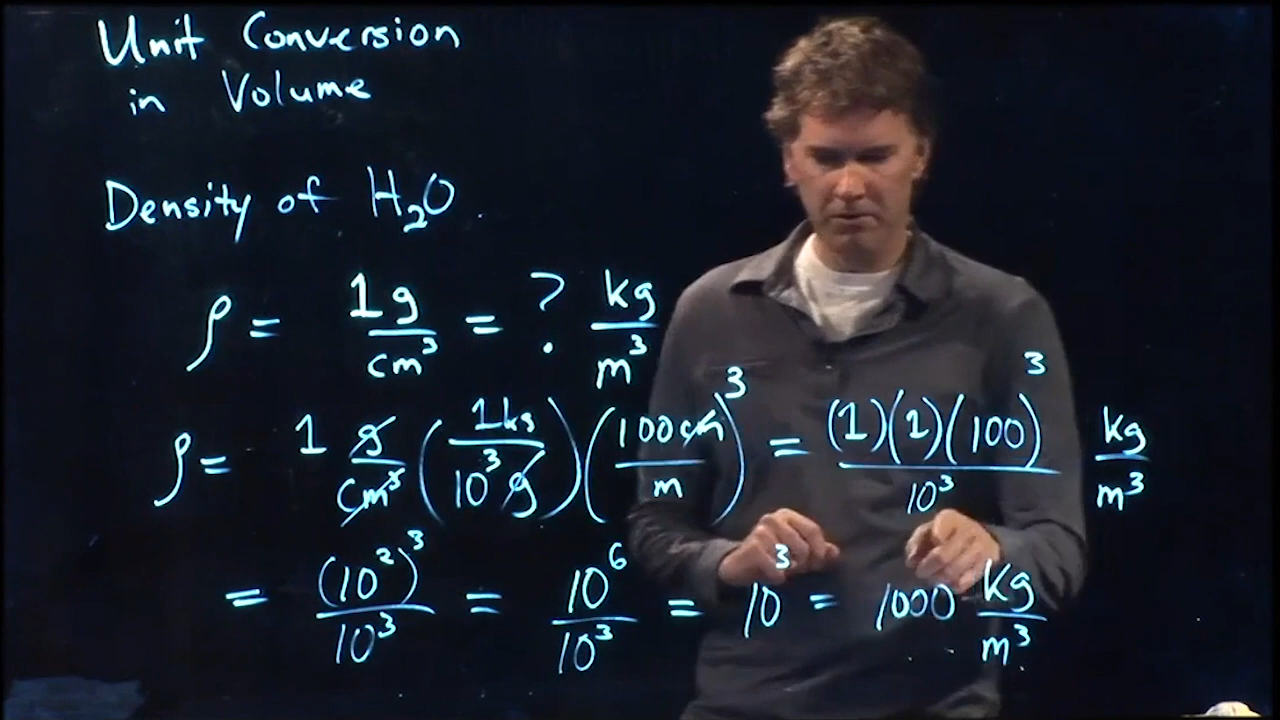 Unit Conversion
in Volume
Density of H₂O.
ρ = 1g/cm³ = ? kg/m³
ρ = 1 g/cm³ (1kg/10³g) (100cm/m)³ = (1)(1)(100)³/10³ kg/m³
= (10²)³/10³ = 10⁶/10³ = 10³ = 1000 kg/m³